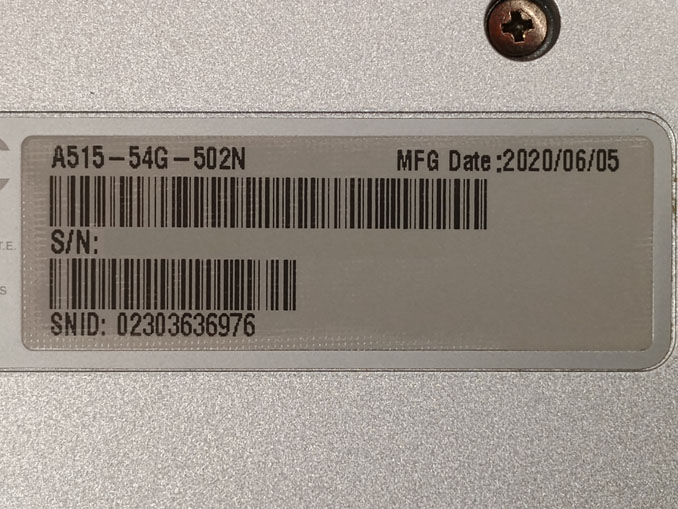 A515-54G-502N MFG Date:2020/06/05
S/N:
T.E.
SNID: 02303636976